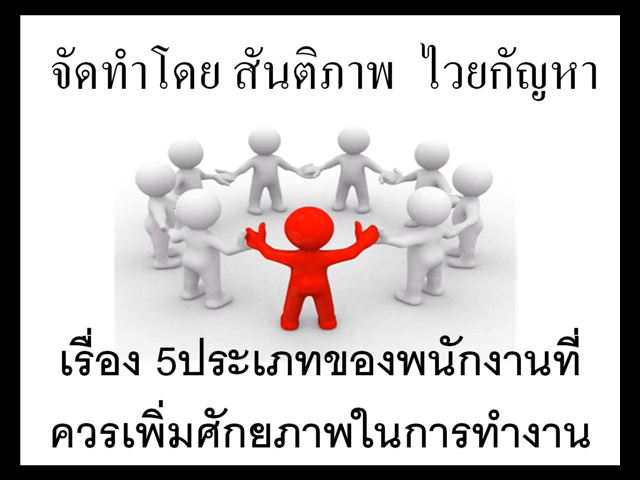 จัดทำโดย สันติภาพ ไวยกัญหา
เรื่อง 5ประเภทของพนักงานที่
ควรเพิ่มศักยภาพในการทำงาน